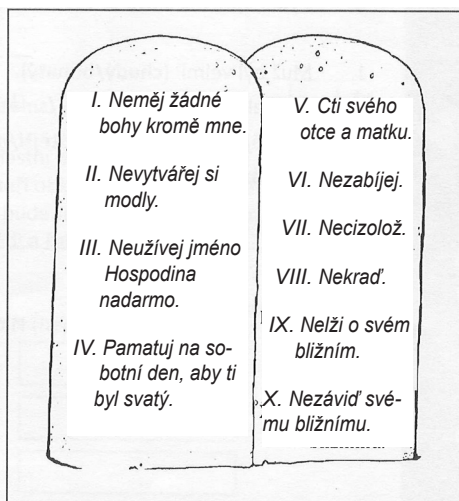 I. Neměj žádné
bohy kromě mne.
II. Nevytvářej si
modly.
III. Neužívej jméno
Hospodina
nadarmo.
IV. Pamatuj na so-
botní den, aby ti
byl svatý.
V. Cti svého
otce a matku.
VI. Nezabíjej.
VII. Necizolož.
VIII. Nekraď.
IX. Nelži o svém
bližním.
X. Nezáviď své-
mu bližnímu.